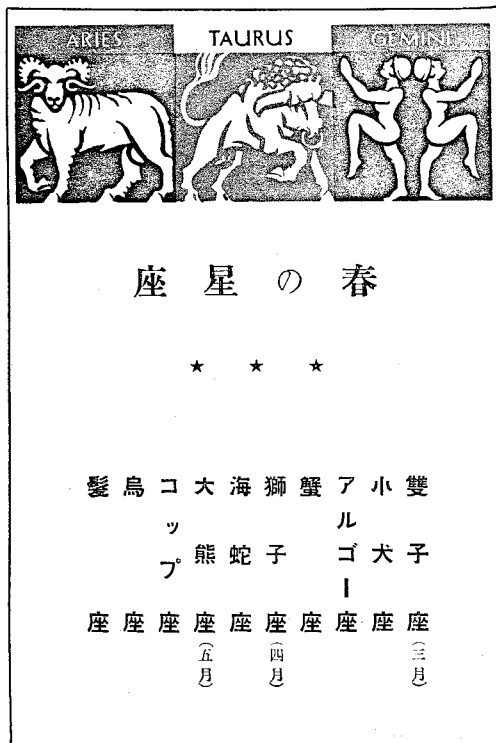 ARIES TAURUS GEMINI
春の星座
★ ★ ★
雙子座(三月)
小犬座
アルゴー座
蟹座
獅子座(四月)
海蛇座
大熊座(五月)
コップ座
烏座
髮座